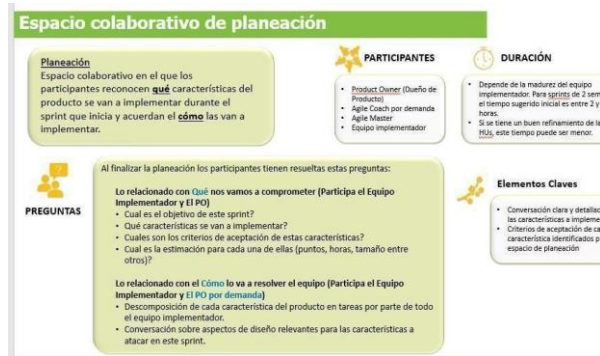 Espacio colaborativo de planeación
Planeación
Espacio colaborativo en el que los
participantes reconocen qué características del
producto se van a implementar durante el
sprint que inicia y acuerdan el cómo las van a
implementar.
PARTICIPANTES
• Product Owner (Dueño de
Producto)
• Agile Coach por demanda
• Agile Master
• Equipo implementador
DURACIÓN
• Depende de la madurez del equipo
implementador. Para sprints de 2 sem
el tiempo sugerido inicial es entre 2 y
horas.
• Si se tiene un buen refinamiento de la
HUs, este tiempo puede ser menor.
PREGUNTAS
Al finalizar la planeación los participantes tienen resueltas estas preguntas:
Lo relacionado con Qué nos vamos a comprometer (Participa el Equipo
Implementador y El PO)
• Cual es el objetivo de este sprint?
• Qué características se van a implementar?
• Cuales son los criterios de aceptación de estas características?
• Cual es la estimación para cada una de ellas (puntos, horas, tamaño entre
otros)?
Lo relacionado con el Cómo lo va a resolver el equipo (Participa el Equipo
Implementador y El PO por demanda)
• Descomposición de cada característica del producto en tareas por parte de todo
el equipo implementador.
• Conversación sobre aspectos de diseño relevantes para las características a
atacar en este sprint.
Elementos Claves
• Conversación clara y detallad
las características a impleme
• Criterios de aceptación de ca
característica identificados p
espacio de planeación